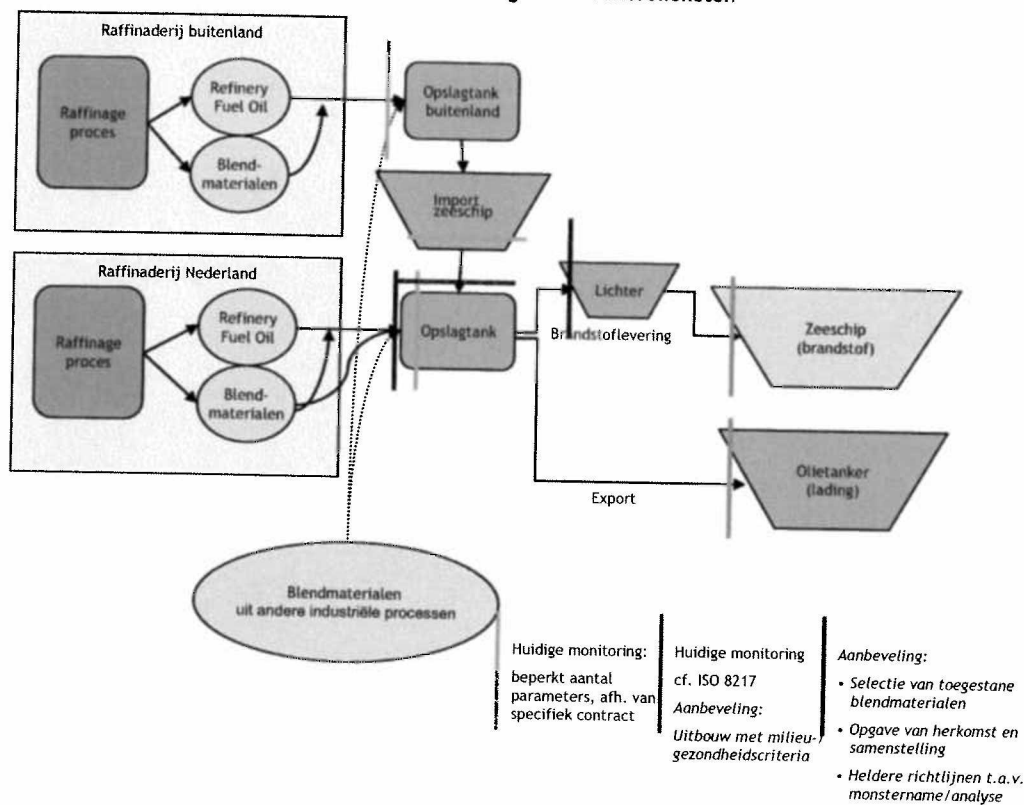 Raffinaderij buitenland
Raffinage
proces
Refinery
Fuel Oil
Blend-
materialen
Opslagtank
buitenland
Import
zeeschip
Raffinaderij Nederland
Raffinage
proces
Refinery
Fuel Oil
Blend-
materialen
Opslagtank
Lichter
Brandstoflevering
Zeeschip
(brandstof)
Export
Olietanker
(lading)
Blendmaterialen
uit andere industriële processen
Huidige monitoring:
beperkt aantal
parameters, afh. van
specifiek contract
Huidige monitoring
cf. ISO 8217
Aanbeveling:
Uitbouw met milieu-
gezondheidscriteria
Aanbeveling:
• Selectie van toegestane
blendmaterialen
• Opgave van herkomst en
samenstelling
• Heldere richtlijnen t.a.v.
monstername/analyse